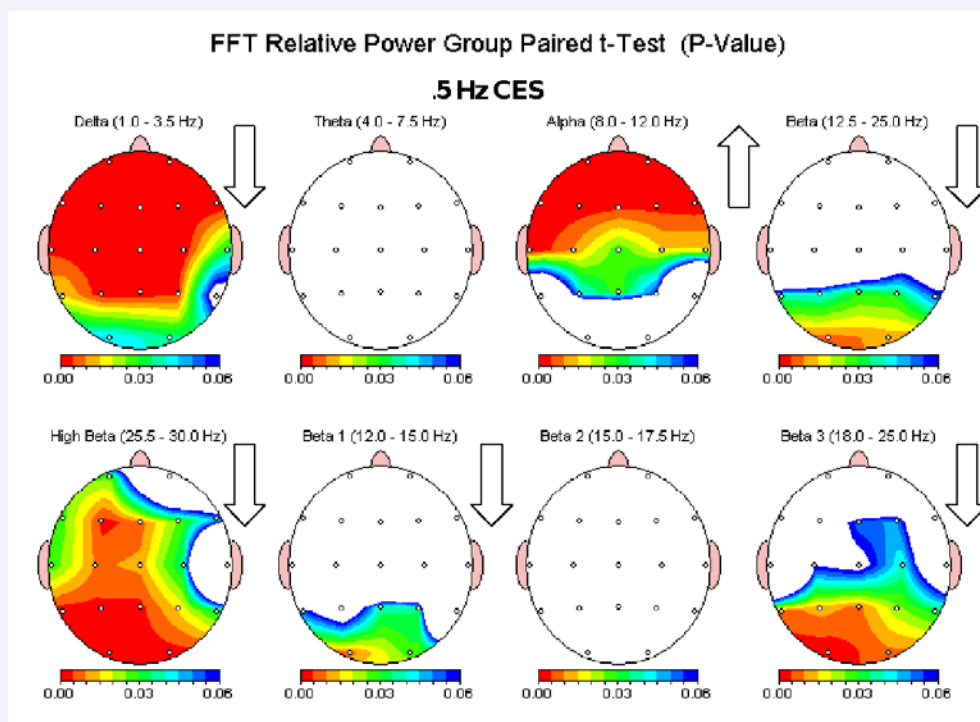 FFT Relative Power Group Paired t-Test (P-Value)
.5 Hz CES
Delta (1.0 - 3.5 Hz)
Theta (4.0 - 7.5 Hz)
Alpha (8.0 - 12.0 Hz)
Beta (12.5 - 25.0 Hz)
0.00 0.03 0.06
0.00 0.03 0.06
0.00 0.03 0.06
0.00 0.03 0.06
High Beta (25.5 - 30.0 Hz)
Beta 1 (12.0 - 15.0 Hz)
Beta 2 (15.0 - 17.5 Hz)
Beta 3 (18.0 - 25.0 Hz)
0.00 0.03 0.06
0.00 0.03 0.06
0.00 0.03 0.06
0.00 0.03 0.06